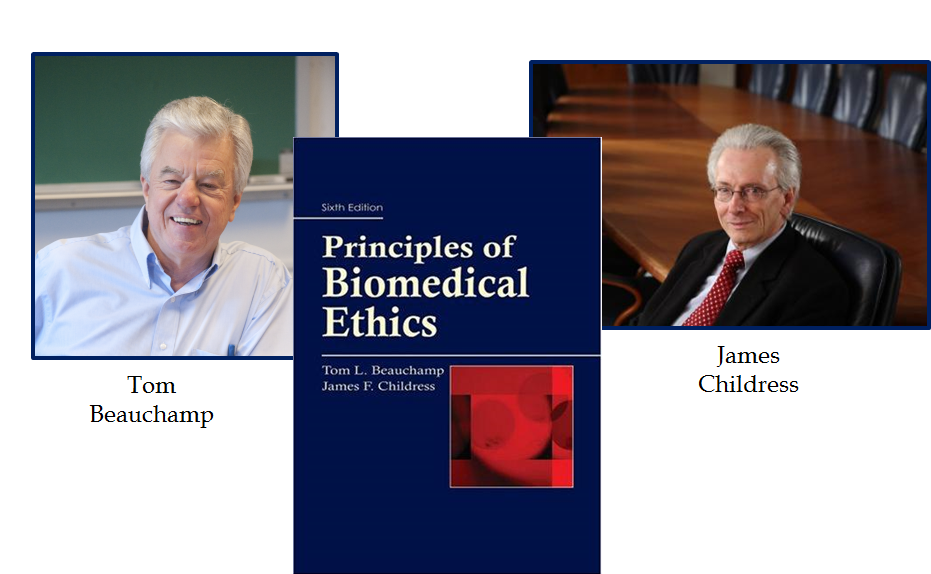 Sixth Edition
Principles of
Biomedical
Ethics
Tom L. Beauchamp
James F. Childress
Tom
Beauchamp
James
Childress